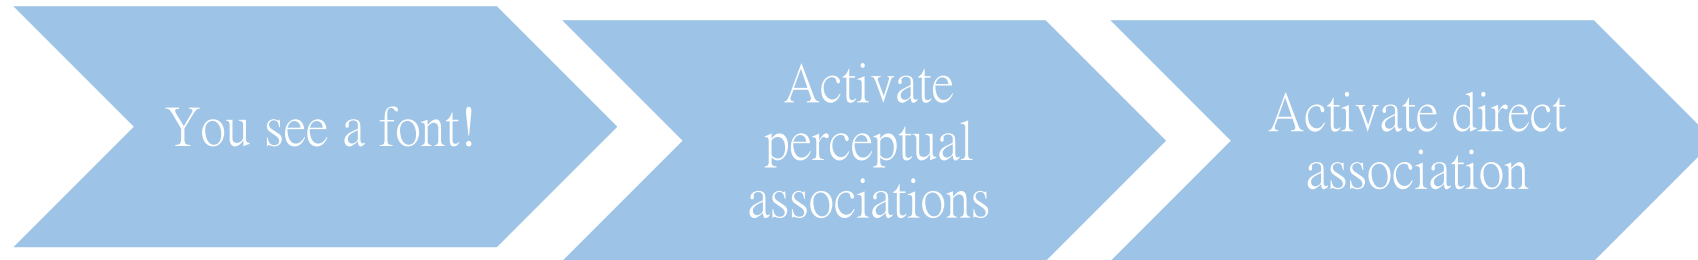 You see a font!
Activate
perceptual
associations
Activate direct
association